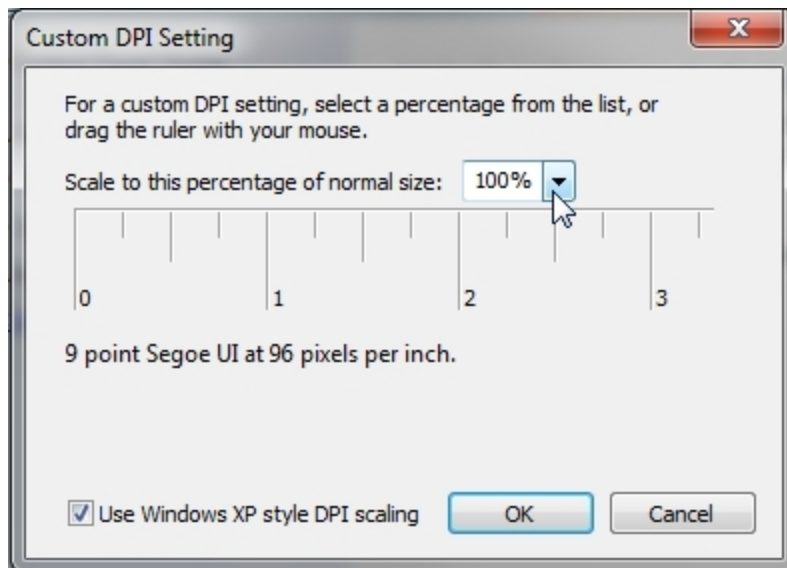 Custom DPI Setting
For a custom DPI setting, select a percentage from the list, or
drag the ruler with your mouse.
Scale to this percentage of normal size: 100%
0 1 2 3
9 point Segoe UI at 96 pixels per inch.
Use Windows XP style DPI scaling OK Cancel